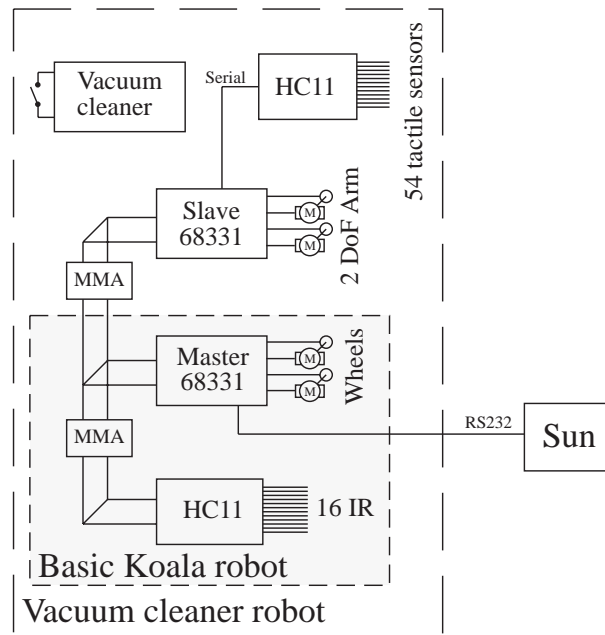 Vacuum
cleaner
Serial
HC11
54 tactile sensors
Slave
68331
M
M
2 DoF Arm
MMA
Master
68331
M
M
Wheels
MMA
RS232
Sun
HC11
16 IR
Basic Koala robot
Vacuum cleaner robot